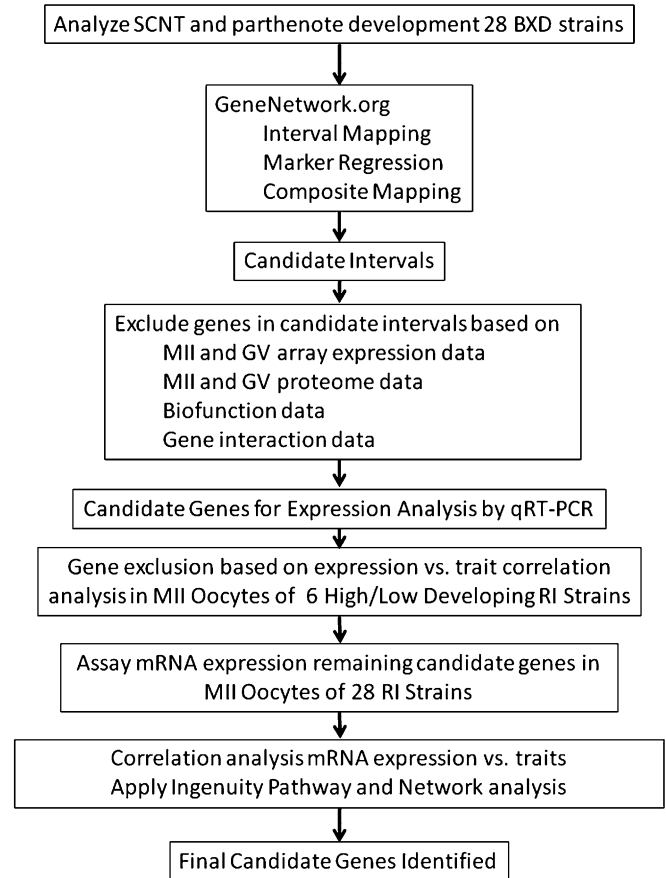 Analyze SCNT and parthenote development 28 BXD strains
GeneNetwork.org
Interval Mapping
Marker Regression
Composite Mapping
Candidate Intervals
Exclude genes in candidate intervals based on
MII and GV array expression data
MII and GV proteome data
Biofunction data
Gene interaction data
Candidate Genes for Expression Analysis by qRT-PCR
Gene exclusion based on expression vs. trait correlation
analysis in MII Oocytes of 6 High/Low Developing RI Strains
Assay mRNA expression remaining candidate genes in
MII Oocytes of 28 RI Strains
Correlation analysis mRNA expression vs. traits
Apply Ingenuity Pathway and Network analysis
Final Candidate Genes Identified